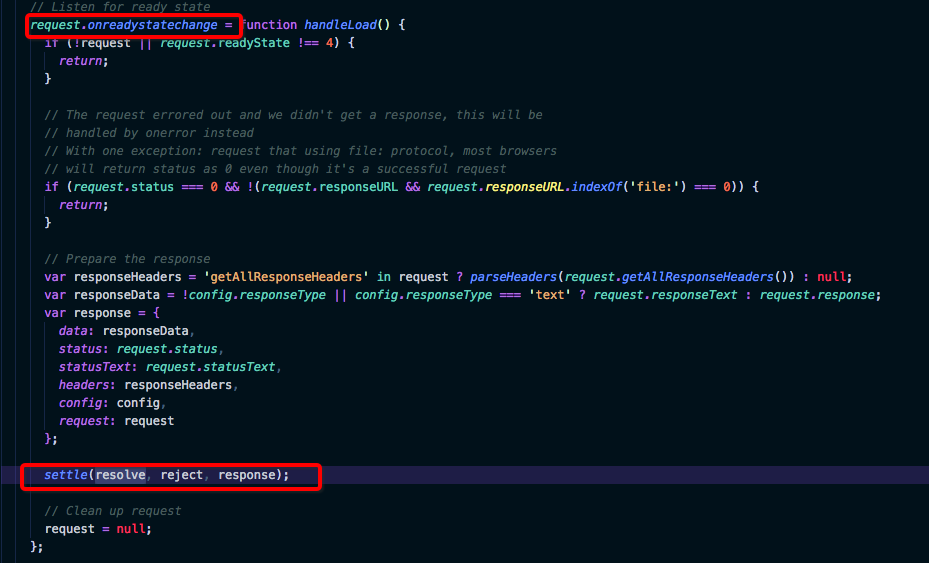 // Listen for ready state
request.onreadystatechange = function handleLoad() {
if (!request || request.readyState !== 4) {
return;
}
// The request errored out and we didn't get a response, this will be
// handled by onerror instead
// With one exception: request that using file: protocol, most browsers
// will return status as 0 even though it's a successful request
if (request.status === 0 && !(request.responseURL && request.responseURL.indexOf('file:') === 0)) {
return;
}
// Prepare the response
var responseHeaders = 'getAllResponseHeaders' in request ? parseHeaders(request.getAllResponseHeaders()) : null;
var responseData = !config.responseType || config.responseType === 'text' ? request.responseText : request.response;
var response = {
data: responseData,
status: request.status,
statusText: request.statusText,
headers: responseHeaders,
config: config,
request: request
};
settle(resolve, reject, response);
// Clean up request
request = null;
};